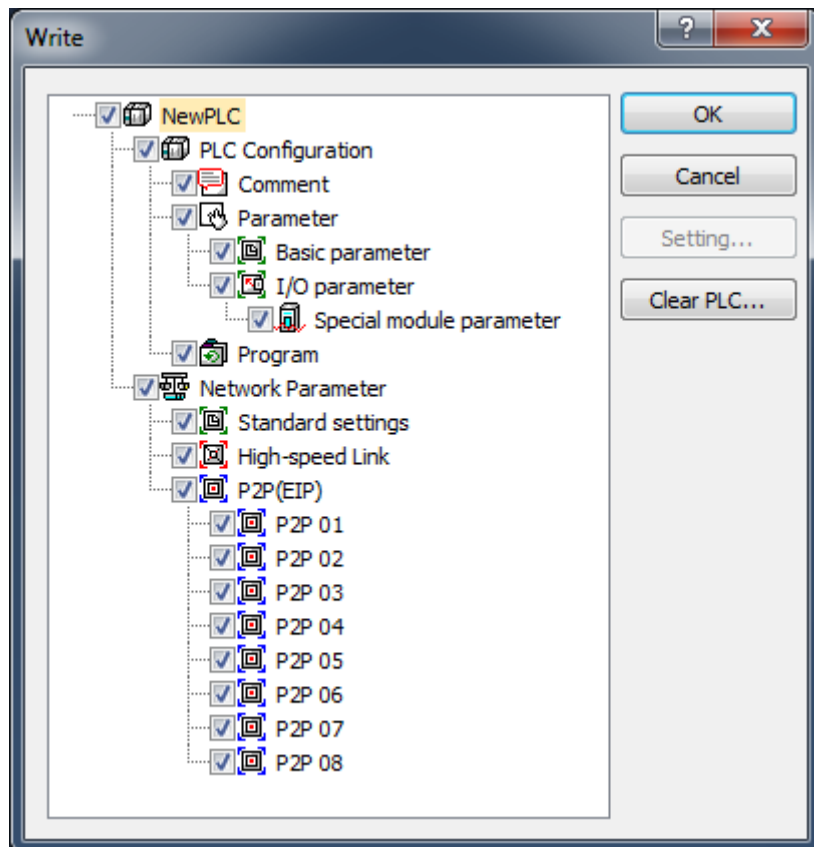 Write
?
X
NewPLC
OK
PLC Configuration
Comment
Cancel
Parameter
Setting...
Basic parameter
I/O parameter
Clear PLC...
Special module parameter
Program
Network Parameter
Standard settings
High-speed Link
P2P(EIP)
P2P 01
P2P 02
P2P 03
P2P 04
P2P 05
P2P 06
P2P 07
P2P 08